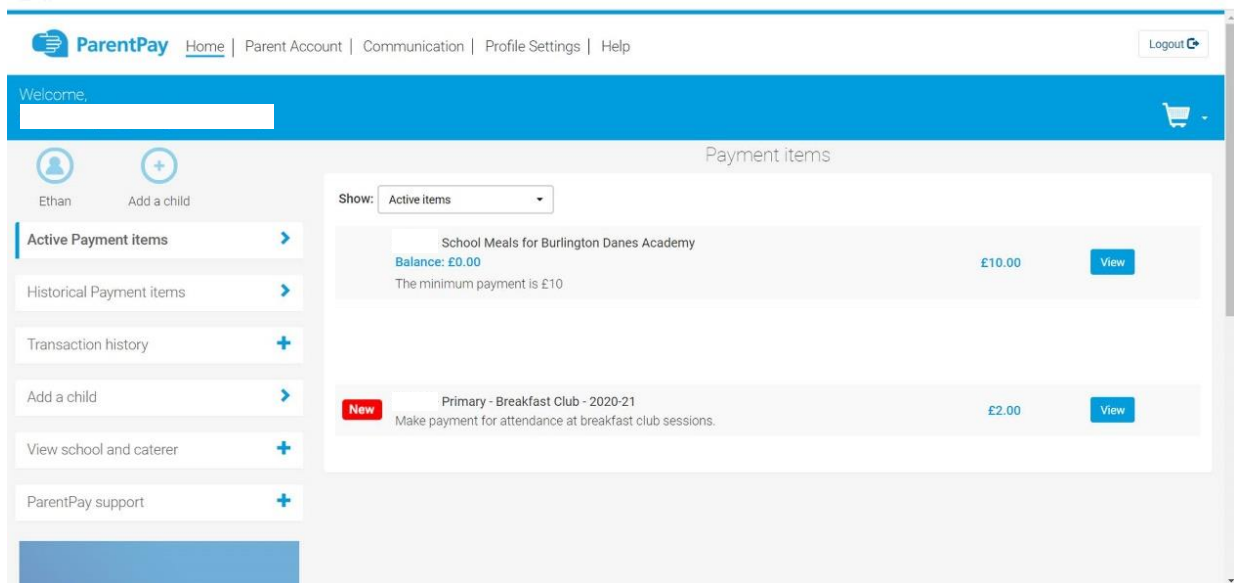 ParentPay Home | Parent Account | Communication | Profile Settings | Help
Logout
Welcome,
Ethan
Add a child
Active Payment items
Historical Payment items
Transaction history
Add a child
View school and caterer
ParentPay support
Payment items
Show: Active items
School Meals for Burlington Danes Academy
Balance: £0.00
£10.00
View
The minimum payment is £10
New
Primary - Breakfast Club - 2020-21
Make payment for attendance at breakfast club sessions.
£2.00
View